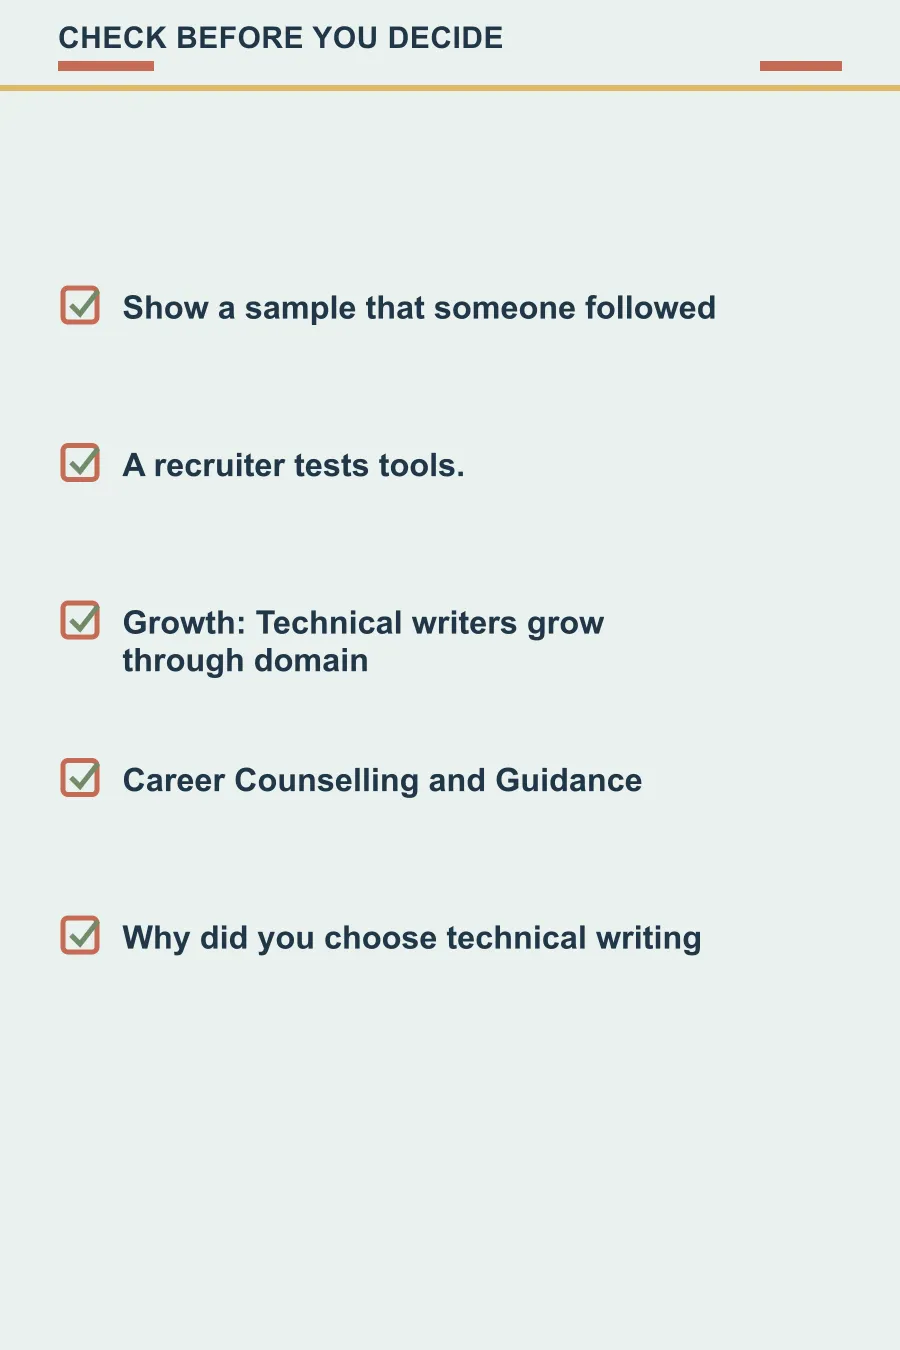 CHECK BEFORE YOU DECIDE
Show a sample that someone followed
A recruiter tests tools.
Growth: Technical writers grow
through domain
Career Counselling and Guidance
Why did you choose technical writing